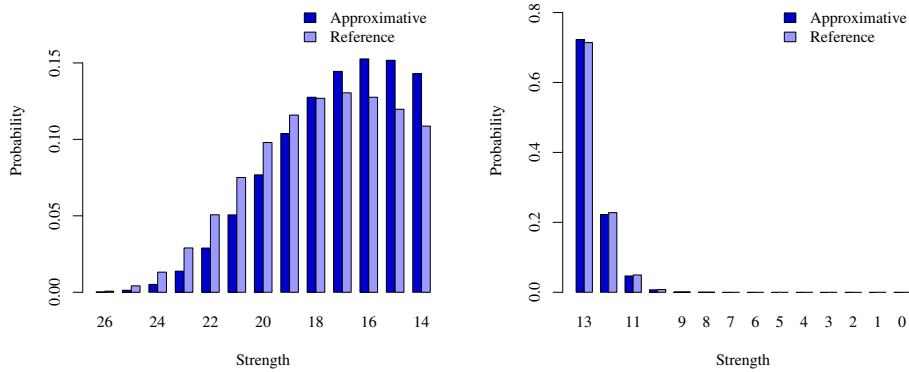 Approximative
Reference
Probability
0.15
0.10
0.05
0.00
26 24 22 20 18 16 14
Strength
Approximative
Reference
Probability
0.8
0.6
0.4
0.2
0.0
13 11 9 8 7 6 5 4 3 2 1 0
Strength